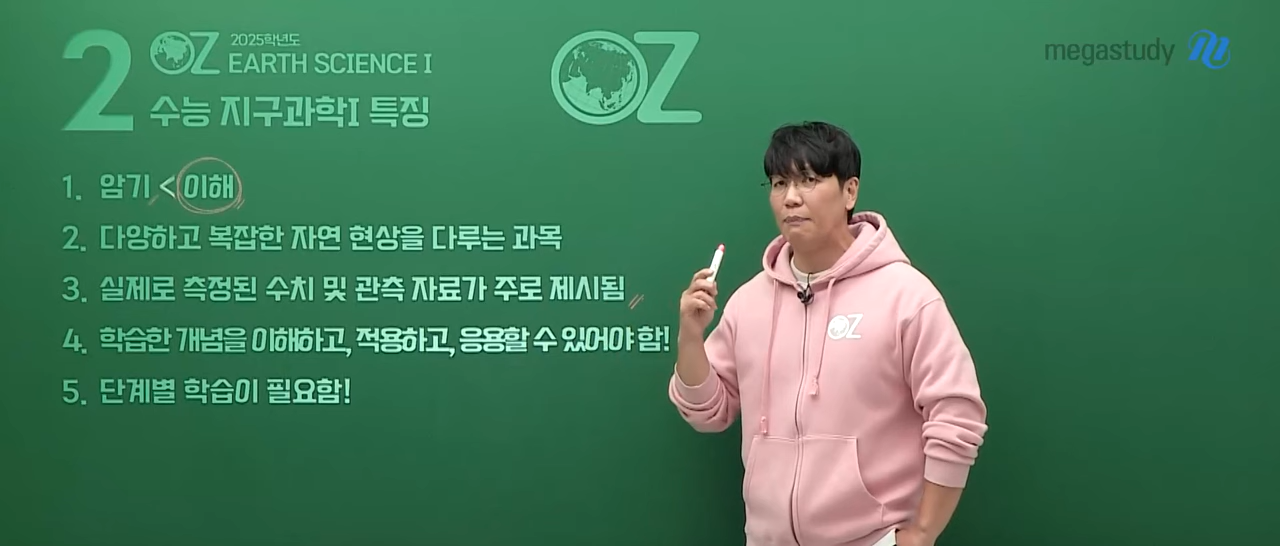 2
OZ 2025학년도
EARTH SCIENCE I
수능 지구과학I 특징
OZ
megastudy
1. 암기 < 이해
2. 다양하고 복잡한 자연 현상을 다루는 과목
3. 실제로 측정된 수치 및 관측 자료가 주로 제시됨
4. 학습한 개념을 이해하고, 적용하고, 응용할 수 있어야 함!
5. 단계별 학습이 필요함!
OZ